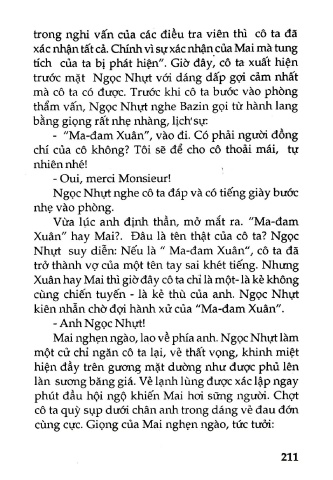 trong nghi vấn của các điều tra viên thì cô ta đã
xác nhận tất cả. Chính vì sự xác nhận của Mai mà tung
tích của ta bị phát hiện". Giờ đây, cô ta xuất hiện
trước mặt Ngọc Nhựt với dáng dấp gợi cảm nhất
mà cô ta có được. Trước khi cô ta bước vào phòng
thẩm vấn, Ngọc Nhựt nghe Bazin gọi từ hành lang
bằng giọng rất nhẹ nhàng, lịch sự:
- "Ma-đam Xuân", vào đi. Có phải người đồng
chí của cô không? Tôi sẽ để cho cô thoải mái, tự
nhiên nhé!
- Oui, merci Monsieur!
Ngọc Nhựt nghe cô ta đáp và có tiếng giày bước
nhẹ vào phòng.
Vừa lúc anh định thần, mở mắt ra. "Ma-đam
Xuân" hay Mai?. Đâu là tên thật của cô ta? Ngọc
Nhựt suy diễn: Nếu là " Ma-đam Xuân", cô ta đã
trở thành vợ của một tên tay sai khét tiếng. Nhưng
Xuân hay Mai thì giờ đây cô ta chỉ là một- là kẻ không
cùng chiến tuyến - là kẻ thù của anh. Ngọc Nhựt
kiên nhẫn chờ đợi hành xử của "Ma-đam Xuân".
- Anh Ngọc Nhựt!
Mai nghẹn ngào, lao về phía anh. Ngọc Nhựt làm
một cử chỉ ngăn cô ta lại, vẻ thất vọng, khinh miệt
hiện đầy trên gương mặt dường như được phủ lên
làn sương băng giá. Vẻ lạnh lùng được xác lập ngay
phút đầu hội ngộ khiến Mai hơi sững người. Chợt
cô ta quỳ sụp dưới chân anh trong dáng vẻ đau đớn
cùng cực. Giọng của Mai nghẹn ngào, tức tưởi:
211